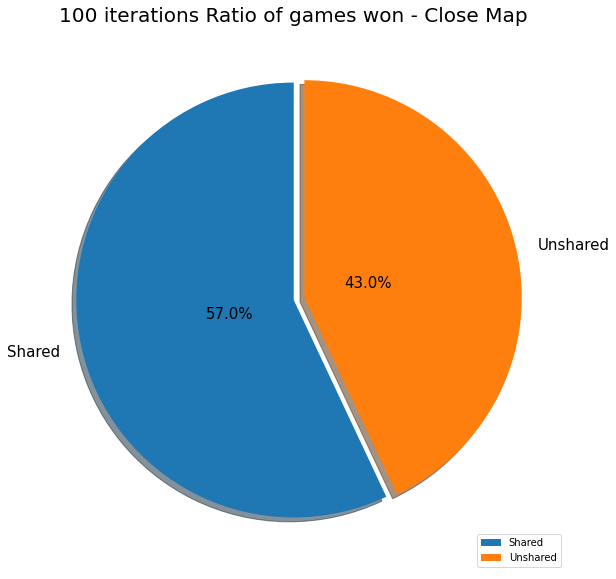 100 iterations Ratio of games won - Close Map
Unshared
43.0%
57.0%
Shared
Shared
Unshared